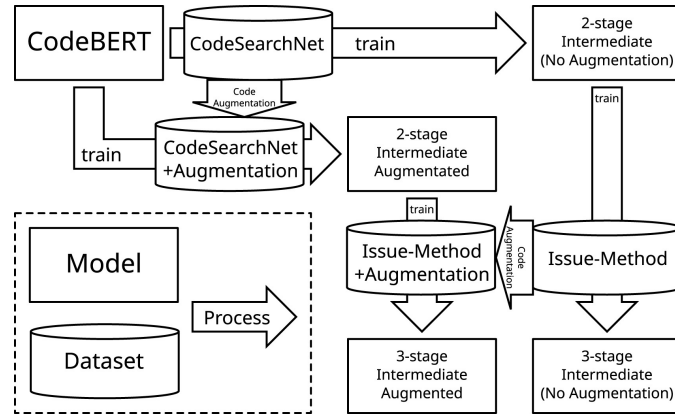 CodeBERT
CodeSearchNet
train
2-stage
Intermediate
(No Augmentation)
Code
Augmentation
train
train
CodeSearchNet
+Augmentation
2-stage
Intermediate
Augmentated
train
Issue-Method
+Augmentation
Code
Augmentation
Issue-Method
Model
Process
Dataset
3-stage
Intermediate
Augmented
3-stage
Intermediate
(No Augmentation)